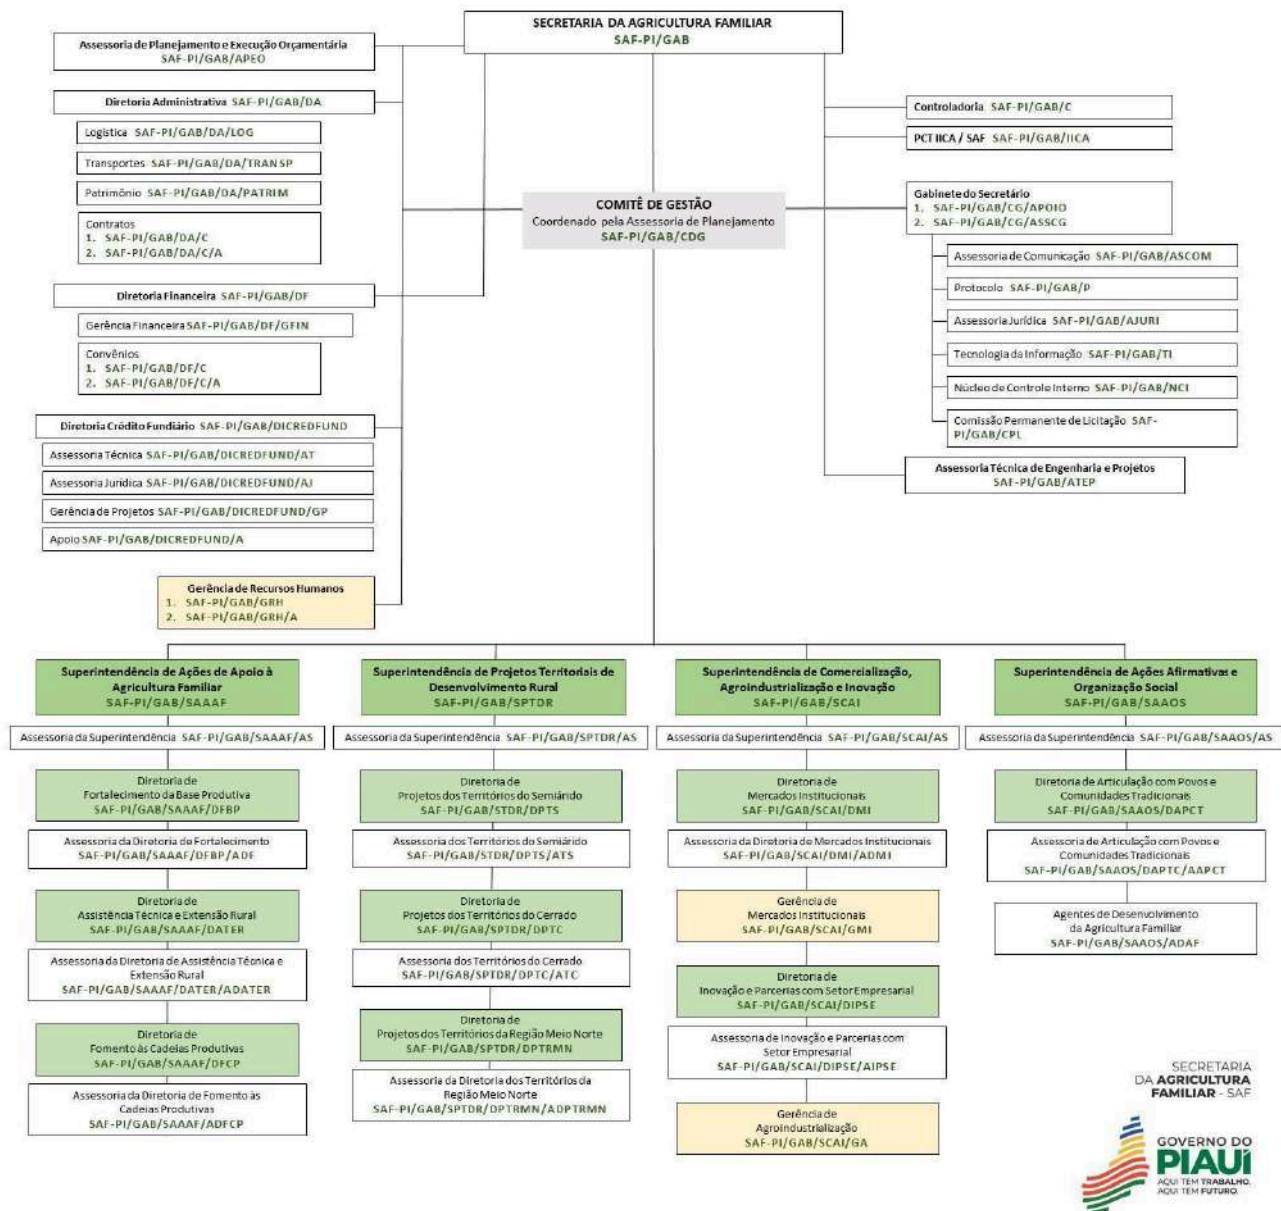 SECRETARIA DA AGRICULTURA FAMILIAR
SAF-PI/GAB
Assessoria de Planejamento e Execução Orçamentária
SAF-PI/GAB/APEO
Diretoria Administrativa SAF-PI/GAB/DA
Logística SAF-PI/GAB/DA/LOG
Transportes SAF-PI/GAB/DA/TRANSP
Patrimônio SAF-PI/GAB/DA/PATRIM
Contratos
1. SAF-PI/GAB/DA/C
2. SAF-PI/GAB/DA/C/A
Diretoria Financeira SAF-PI/GAB/DF
Gerência Financeira SAF-PI/GAB/DF/GFIN
Convênios
1. SAF-PI/GAB/DF/C
2. SAF-PI/GAB/DF/C/A
Diretoria Crédito Fundiário SAF-PI/GAB/DICREDFUND
Assessoria Técnica SAF-PI/GAB/DICREDFUND/AT
Assessoria Jurídica SAF-PI/GAB/DICREDFUND/AJ
Gerência de Projetos SAF-PI/GAB/DICREDFUND/GP
Apoio SAF-PI/GAB/DICREDFUND/A
Gerência de Recursos Humanos
1. SAF-PI/GAB/GRH
2. SAF-PI/GAB/GRH/A
COMITÊ DE GESTÃO
Coordenado pela Assessoria de Planejamento
SAF-PI/GAB/CDG
Controladoria SAF-PI/GAB/C
PCT IICA / SAF SAF-PI/GAB/IICA
Gabinete do Secretário
1. SAF-PI/GAB/CG/APOIO
2. SAF-PI/GAB/CG/ASSCG
Assessoria de Comunicação SAF-PI/GAB/ASCOM
Protocolo SAF-PI/GAB/P
Assessoria Jurídica SAF-PI/GAB/AJURI
Tecnologia da Informação SAF-PI/GAB/TI
Núcleo de Controle Interno SAF-PI/GAB/NCI
Comissão Permanente de Licitação SAF-
PI/GAB/CPL
Assessoria Técnica de Engenharia e Projetos
SAF-PI/GAB/ATEP
Superintendência de Ações de Apoio à
Agricultura Familiar
SAF-PI/GAB/SAAAF
Assessoria da Superintendência SAF-PI/GAB/SAAAF/AS
Diretoria de
Fortalecimento da Base Produtiva
SAF-PI/GAB/SAAAF/DFBP
Assessoria da Diretoria de Fortalecimento
SAF-PI/GAB/SAAAF/DFBP/ADF
Diretoria de
Assistência Técnica e Extensão Rural
SAF-PI/GAB/SAAAF/DATER
Assessoria da Diretoria de Assistência Técnica e
Extensão Rural
SAF-PI/GAB/SAAAF/DATER/ADATER
Diretoria de
Fomento às Cadeias Produtivas
SAF-PI/GAB/SAAAF/DFCP
Assessoria da Diretoria de Fomento às
Cadeias Produtivas
SAF-PI/GAB/SAAAF/ADFCP
Superintendência de Projetos Territoriais de
Desenvolvimento Rural
SAF-PI/GAB/SPTDR
Assessoria da Superintendência SAF-PI/GAB/SPTDR/AS
Diretoria de
Projetos dos Territórios do Semiárido
SAF-PI/GAB/STDR/DPTS
Assessoria dos Territórios do Semiárido
SAF-PI/GAB/STDR/DPTS/ATS
Diretoria de
Projetos dos Territórios do Cerrado
SAF-PI/GAB/SPTDR/DPTC
Assessoria dos Territórios do Cerrado
SAF-PI/GAB/SPTDR/DPTC/ATC
Diretoria de
Projetos dos Territórios da Região Meio Norte
SAF-PI/GAB/SPTDR/DPTRMN
Assessoria da Diretoria dos Territórios da
Região Meio Norte
SAF-PI/GAB/SPTDR/DPTRMN/ADPTRMN
Superintendência de Comercialização,
Agroindustrialização e Inovação
SAF-PI/GAB/SCAI
Assessoria da Superintendência SAF-PI/GAB/SCAI/AS
Diretoria de
Mercados Institucionais
SAF-PI/GAB/SCAI/DMI
Assessoria da Diretoria de Mercados Institucionais
SAF-PI/GAB/SCAI/DMI/ADMI
Gerência de
Mercados Institucionais
SAF-PI/GAB/SCAI/GMI
Diretoria de
Inovação e Parcerias com Setor Empresarial
SAF-PI/GAB/SCAI/DIPSE
Assessoria de Inovação e Parcerias com
Setor Empresarial
SAF-PI/GAB/SCAI/DIPSE/AIPSE
Gerência de
Agroindustrialização
SAF-PI/GAB/SCAI/GA
Superintendência de Ações Afirmativas e
Organização Social
SAF-PI/GAB/SAAOS
Assessoria da Superintendência SAF-PI/GAB/SAAOS/AS
Diretoria de Articulação com Povos e
Comunidades Tradicionais
SAF-PI/GAB/SAAOS/DAPCT
Assessoria de Articulação com Povos e
Comunidades Tradicionais
SAF-PI/GAB/SAAOS/DAPTC/AAPCT
Agentes de Desenvolvimento
da Agricultura Familiar
SAF-PI/GAB/SAAOS/ADAF
SECRETARIA
DA AGRICULTURA
FAMILIAR - SAF
GOVERNO DO
PIAUÍ
AQUI TEM TRABALHO.
AQUI TEM FUTURO.